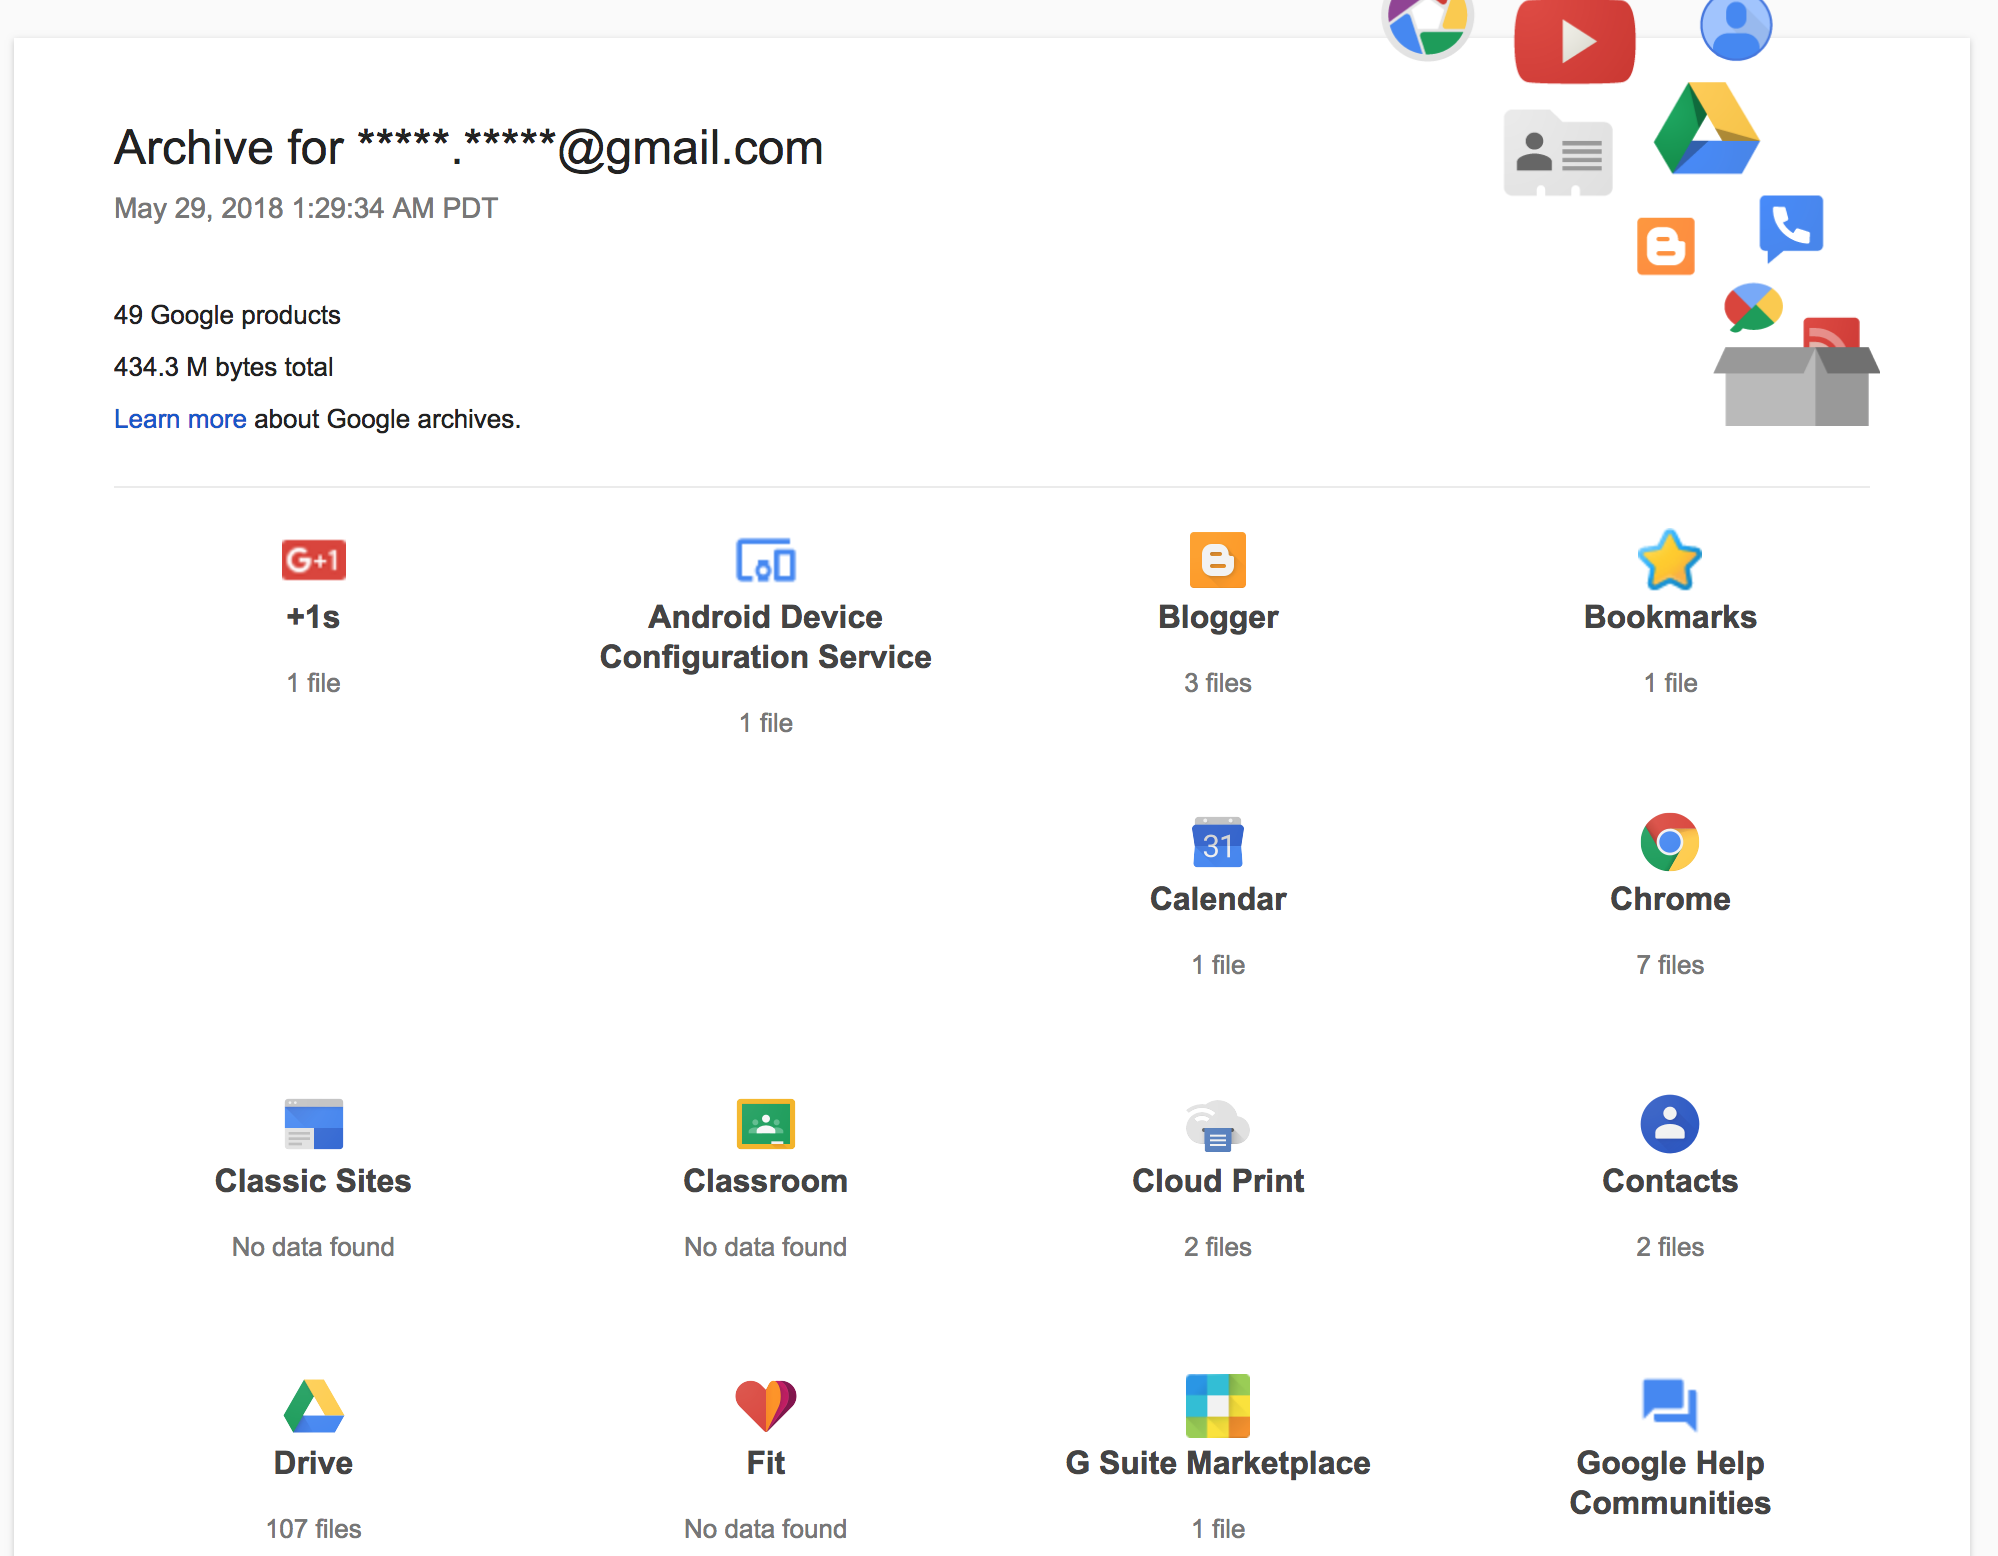 Archive for *****.*****@gmail.com
May 29, 2018 1:29:34 AM PDT
49 Google products
434.3 M bytes total
Learn more about Google archives.
G+1
+1s
1 file
Android Device
Configuration Service
1 file
Blogger
3 files
Bookmarks
1 file
31
Calendar
1 file
Chrome
7 files
Classic Sites
No data found
Classroom
No data found
Cloud Print
2 files
Contacts
2 files
Drive
107 files
Fit
No data found
G Suite Marketplace
1 file
Google Help
Communities